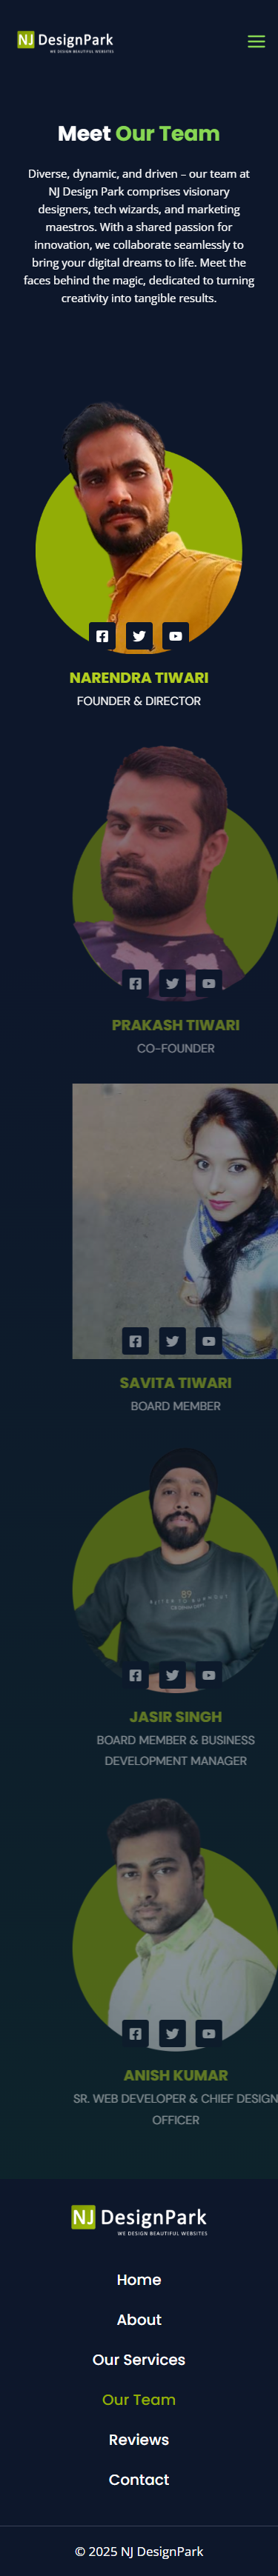 NJ DesignPark
WE DESIGN BEAUTIFUL WEBSITES
Meet Our Team
Diverse, dynamic, and driven – our team at
NJ Design Park comprises visionary
designers, tech wizards, and marketing
maestros. With a shared passion for
innovation, we collaborate seamlessly to
bring your digital dreams to life. Meet the
faces behind the magic, dedicated to turning
creativity into tangible results.
NARENDRA TIWARI
FOUNDER & DIRECTOR
PRAKASH TIWARI
CO-FOUNDER
SAVITA TIWARI
BOARD MEMBER
89
JASIR SINGH
BOARD MEMBER & BUSINESS
DEVELOPMENT MANAGER
ANISH KUMAR
SR. WEB DEVELOPER & CHIEF DESIGN
OFFICER
NJ DesignPark
WE DESIGN BEAUTIFUL WEBSITES
Home
About
Our Services
Our Team
Reviews
Contact
© 2025 NJ DesignPark